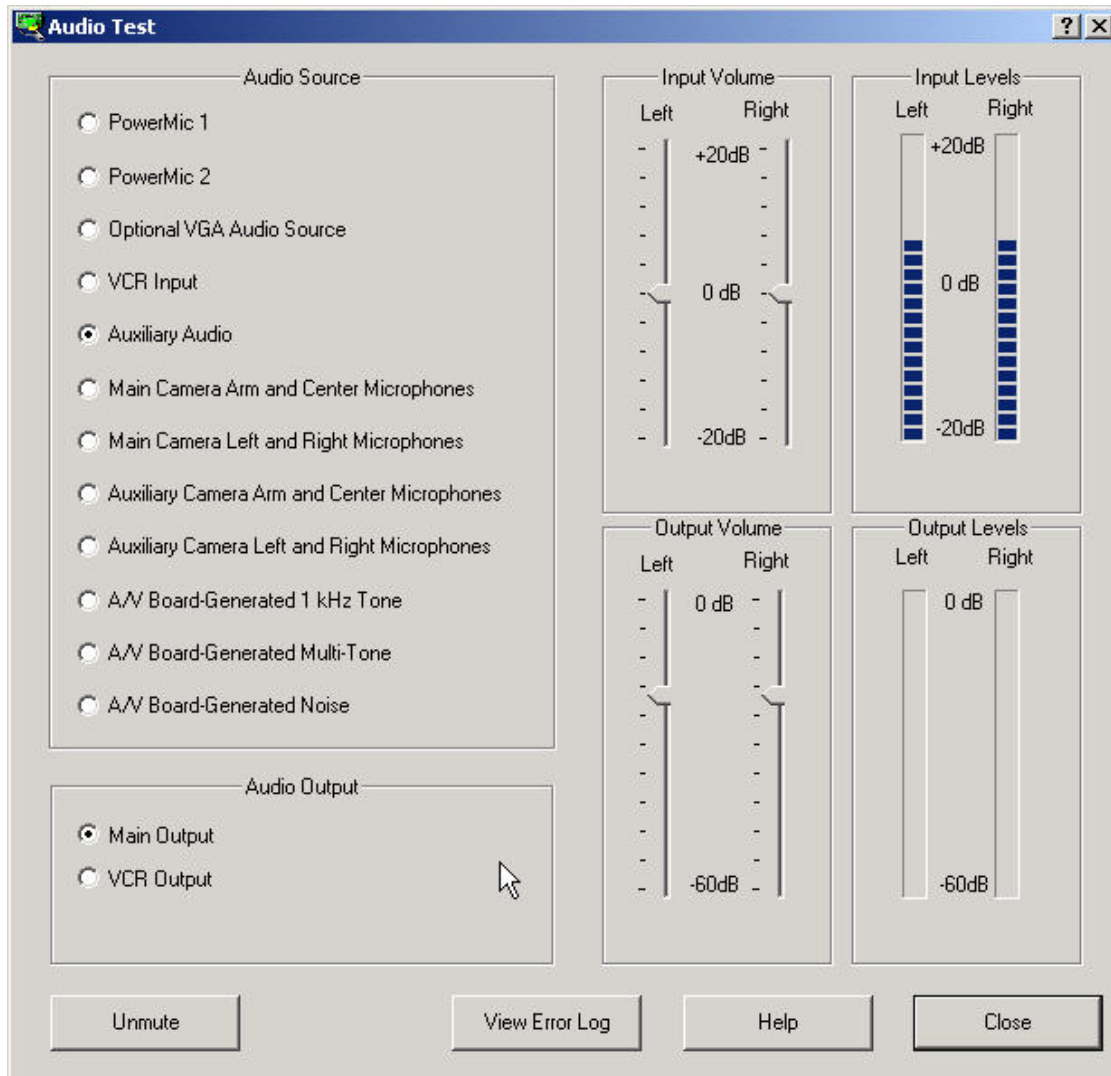 Audio Test
Audio Source
PowerMic 1
PowerMic 2
Optional VGA Audio Source
VCR Input
Auxiliary Audio
Main Camera Arm and Center Microphones
Main Camera Left and Right Microphones
Auxiliary Camera Arm and Center Microphones
Auxiliary Camera Left and Right Microphones
A/V Board-Generated 1 kHz Tone
A/V Board-Generated Multi-Tone
A/V Board-Generated Noise
Audio Output
Main Output
VCR Output
Input Volume
Left Right
+20dB
0 dB
-20dB
Input Levels
Left Right
+20dB
0 dB
-20dB
Output Volume
Left Right
0 dB
-60dB
Output Levels
Left Right
0 dB
-60dB
Unmute
View Error Log
Help
Close